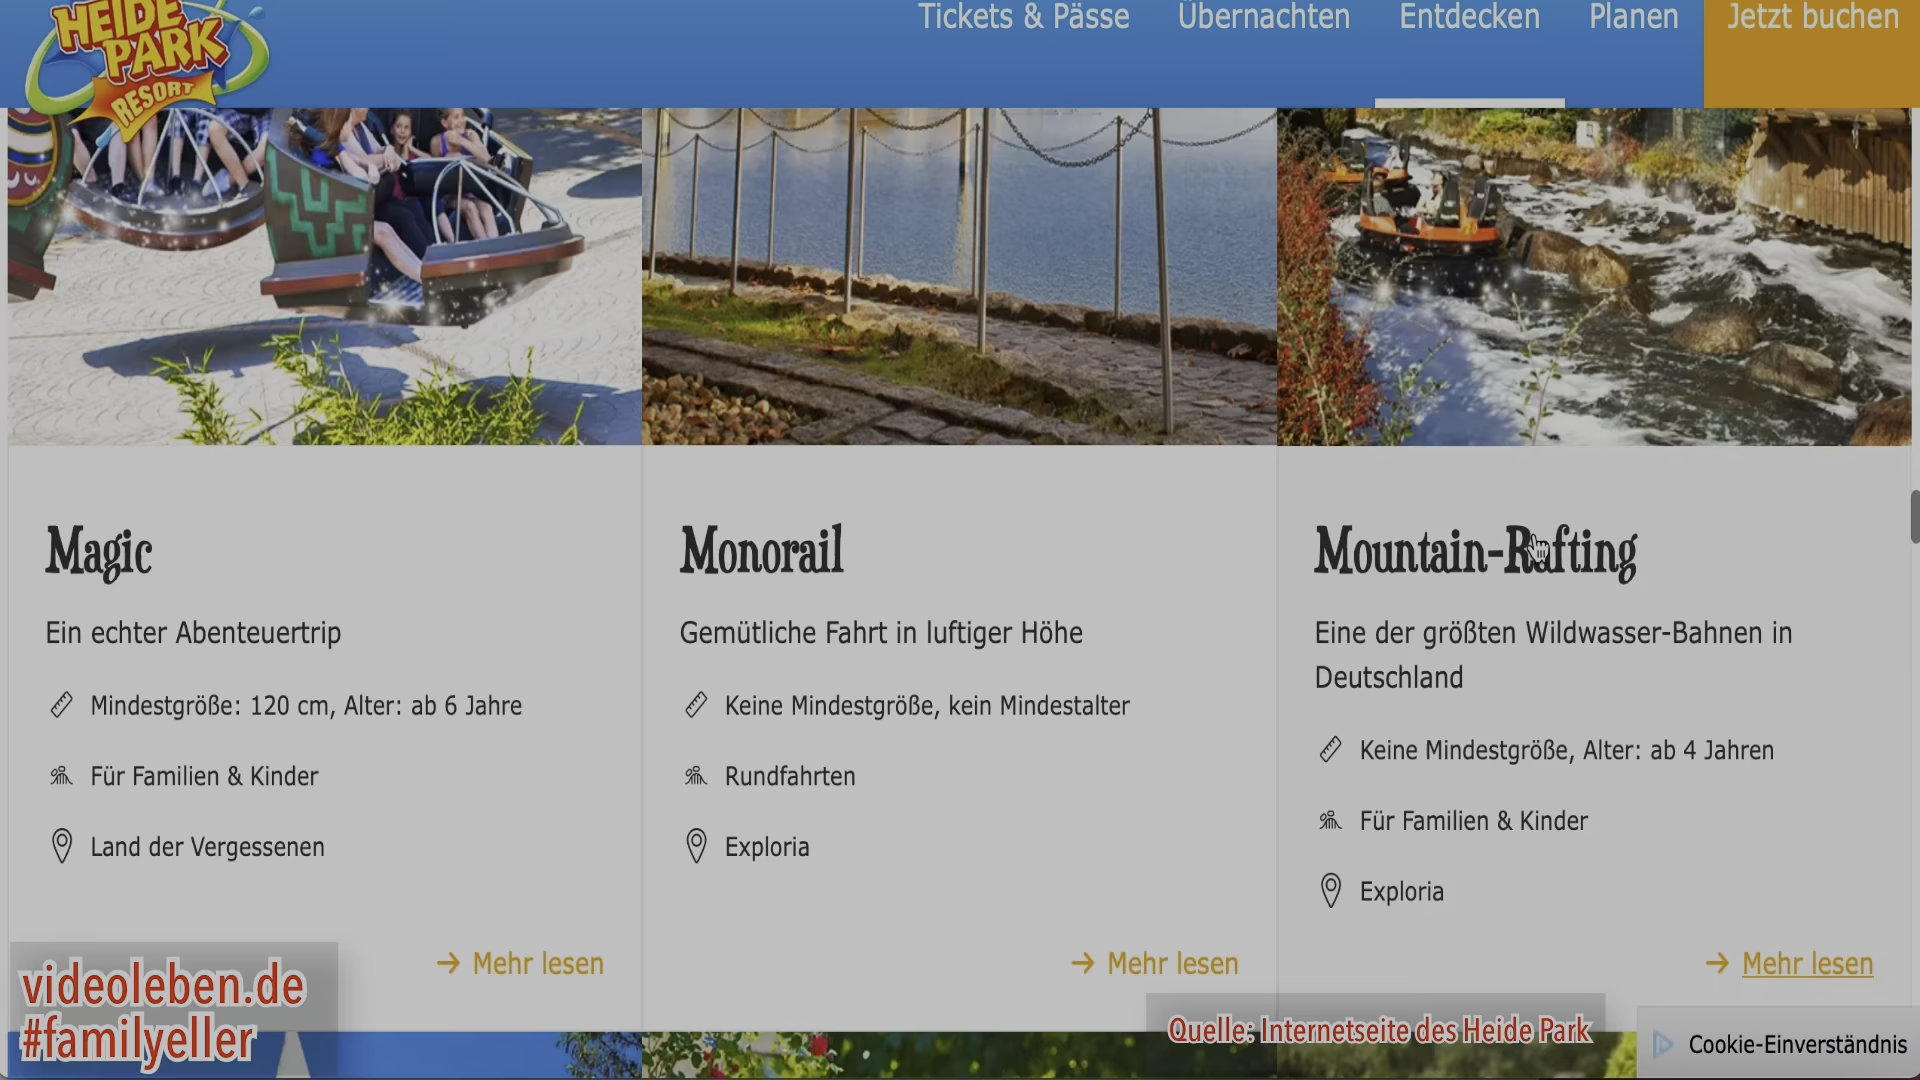 HEIDE
PARK
RESORT
Tickets & Pässe
Übernachten
Entdecken
Planen
Jetzt buchen
Magic
Ein echter Abenteuertrip
Mindestgröße: 120 cm, Alter: ab 6 Jahre
Für Familien & Kinder
Land der Vergessenen
Mehr lesen
Monorail
Gemütliche Fahrt in luftiger Höhe
Keine Mindestgröße, kein Mindestalter
Rundfahrten
Exploria
Mehr lesen
Mountain-Rafting
Eine der größten Wildwasser-Bahnen in
Deutschland
Keine Mindestgröße, Alter: ab 4 Jahren
Für Familien & Kinder
Exploria
Mehr lesen
videoleben.de
#familyeller
Quelle: Internetseite des Heide Park
Cookie-Einverständnis